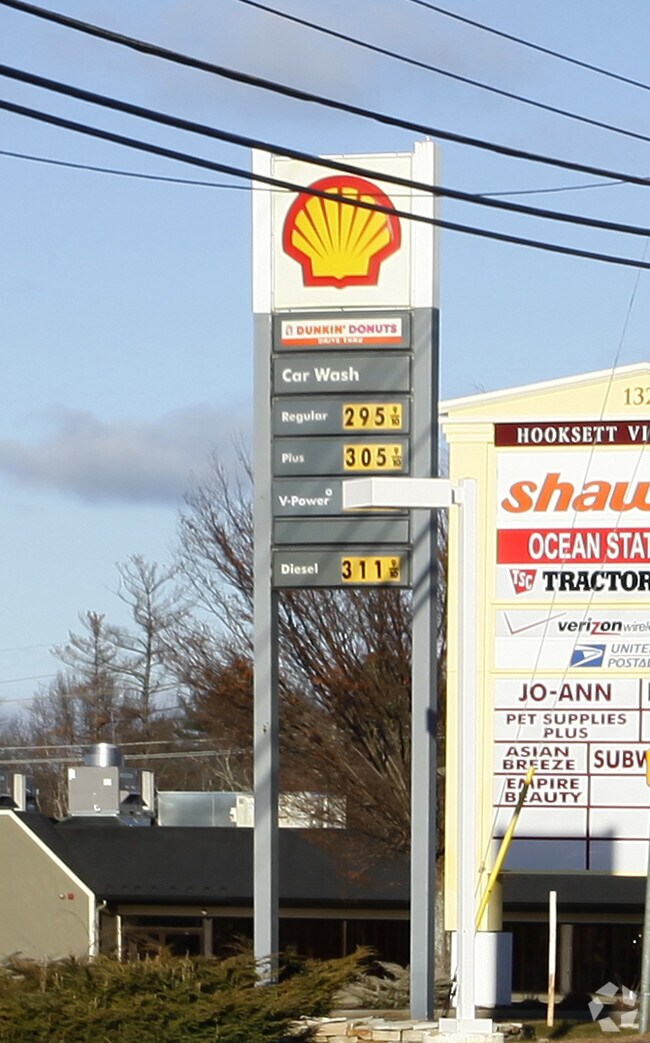 DUNKIN' DONUTS
DRIVE THRU
Car Wash
Regular 295 9/10
Plus 305 9/10
V-Power
Diesel 311 9/10
132
HOOKSETT VI
shaw
OCEAN STAT
TSC TRACTOR
verizon wirele
UNITE
POSTAL
JO-ANN
PET SUPPLIES
PLUS
ASIAN
BREEZE
SUBW
EMPIRE
BEAUTY